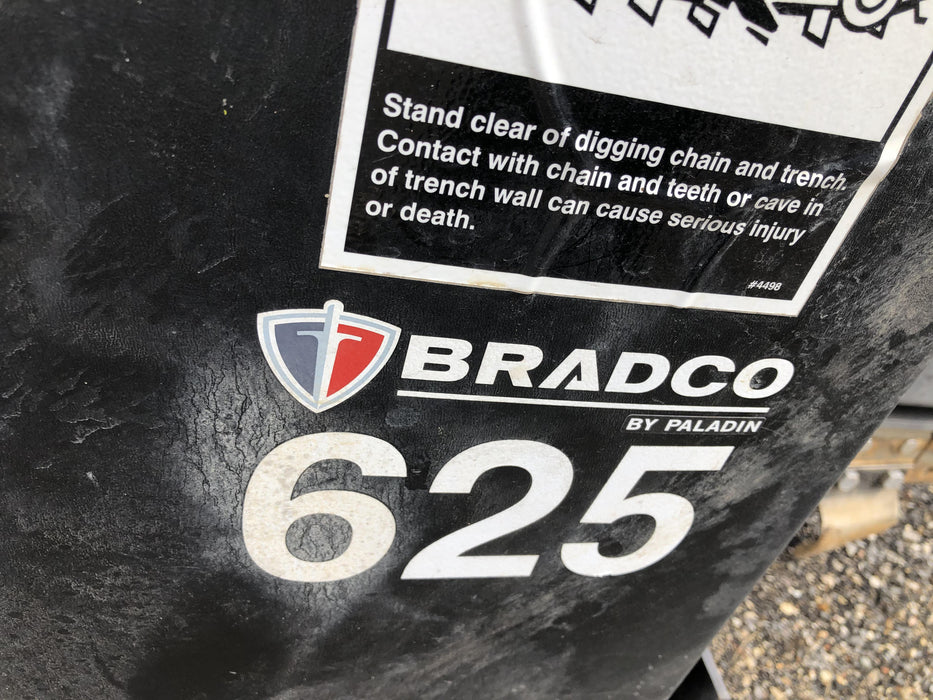 Stand clear of digging chain and trench.
Contact with chain and teeth or cave in
of trench wall can cause serious injury
or death.
#4498
BRADCO
BY PALADIN
625